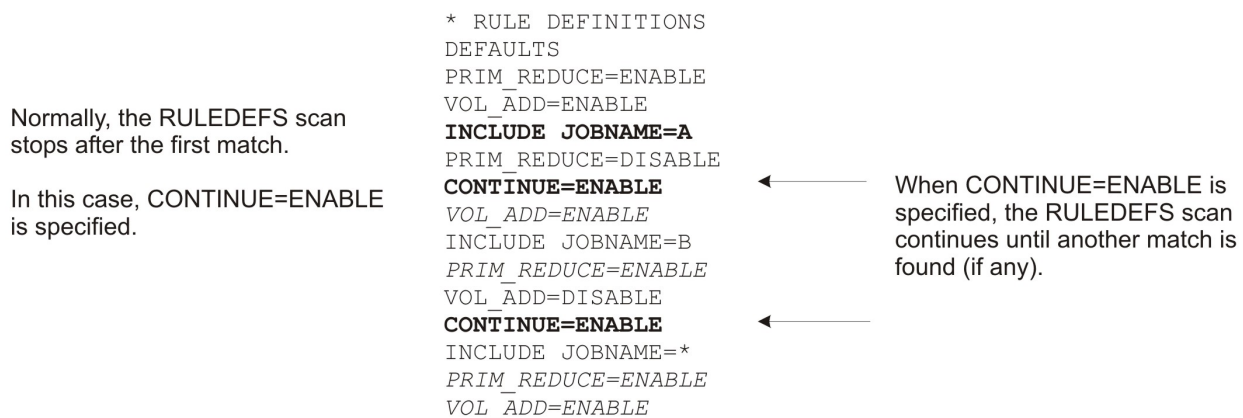 Normally, the RULEDEFS scan
stops after the first match.
In this case, CONTINUE=ENABLE
is specified.
* RULE DEFINITIONS
DEFAULTS
PRIM_REDUCE=ENABLE
VOL_ADD=ENABLE
INCLUDE JOBNAME=A
PRIM_REDUCE=DISABLE
CONTINUE=ENABLE
VOL_ADD=ENABLE
INCLUDE JOBNAME=B
PRIM_REDUCE=ENABLE
VOL_ADD=DISABLE
CONTINUE=ENABLE
INCLUDE JOBNAME=*
PRIM_REDUCE=ENABLE
VOL_ADD=ENABLE
When CONTINUE=ENABLE is
specified, the RULEDEFS scan
continues until another match is
found (if any).